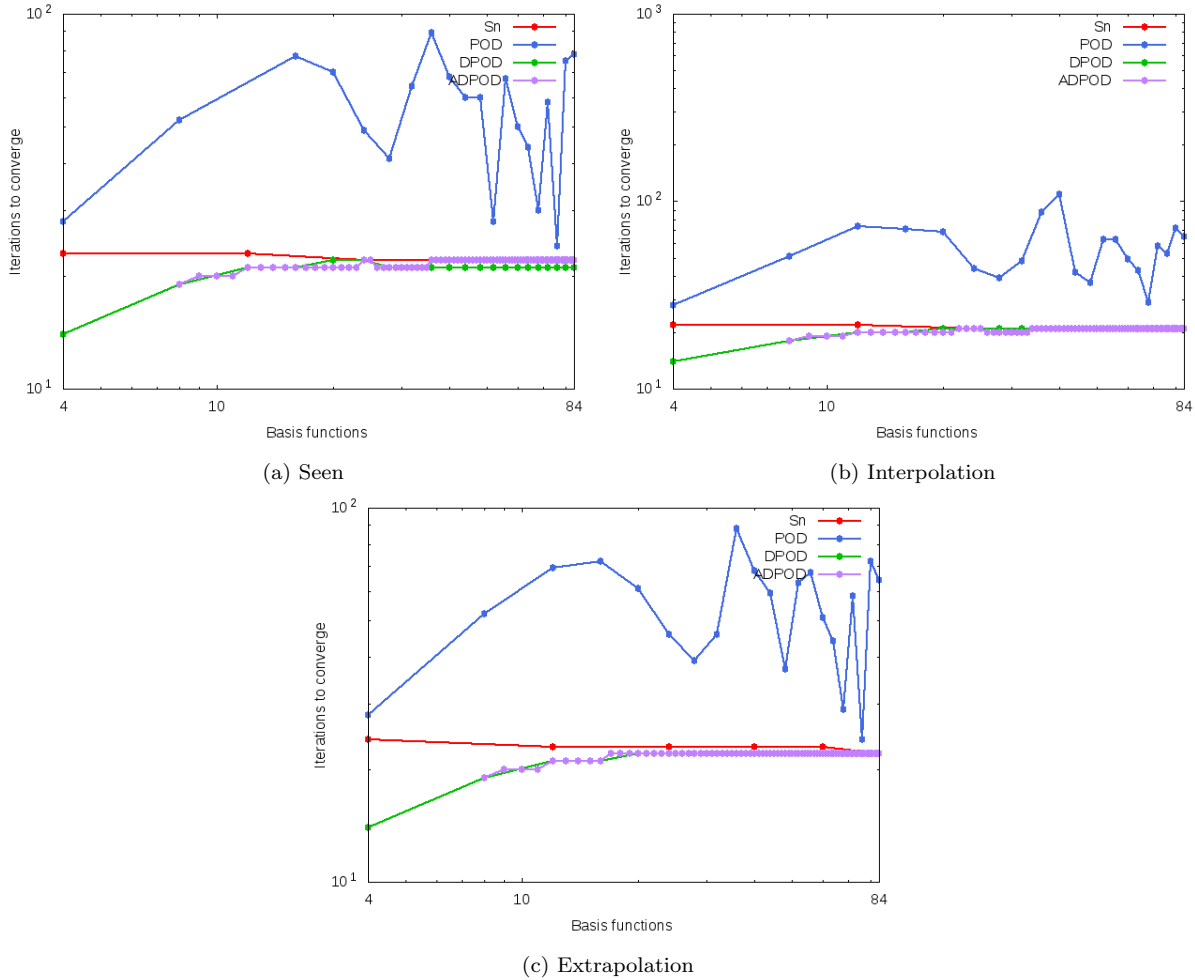 10^2
Sn
POD
DPOD
ADPOD
Iterations to converge
10^1
4
10
84
Basis functions
(a) Seen
10^3
Sn
POD
DPOD
ADPOD
Iterations to converge
10^2
10^1
4
10
84
Basis functions
(b) Interpolation
10^2
Sn
POD
DPOD
ADPOD
Iterations to converge
10^1
4
10
84
Basis functions
(c) Extrapolation